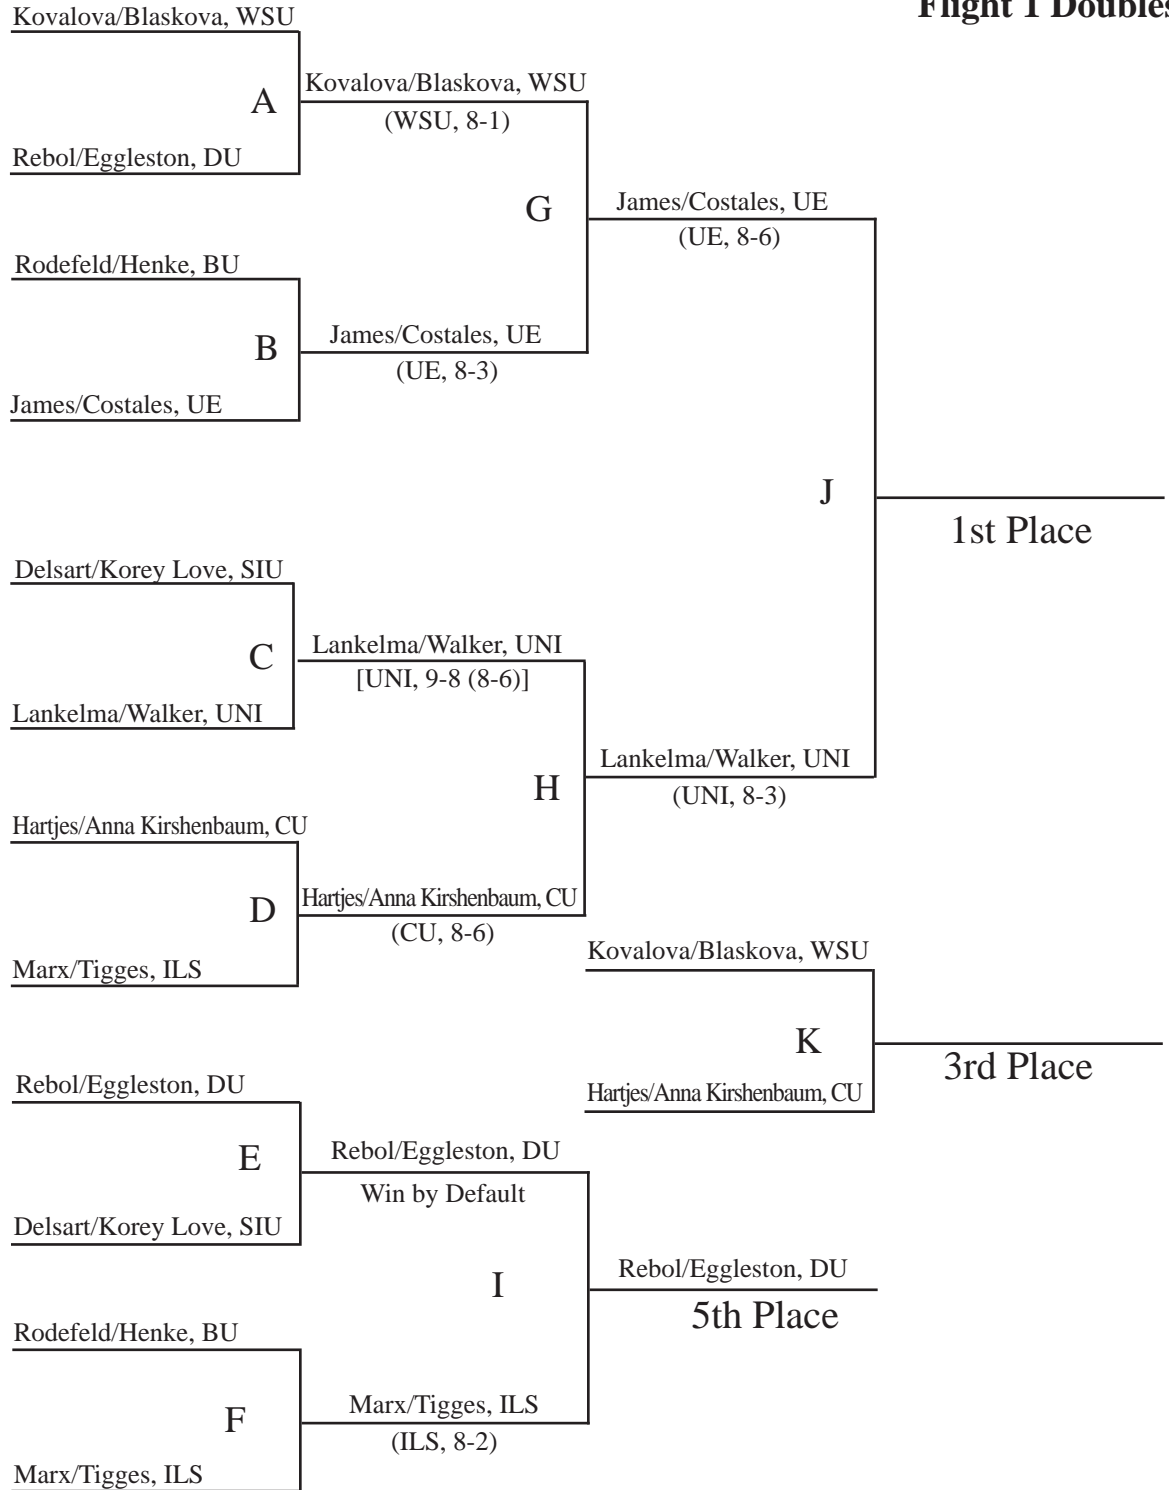 Flight 1 Doubles
Kovalova/Blaskova, WSU
A
Kovalova/Blaskova, WSU
(WSU, 8-1)
Rebol/Eggleston, DU
G
James/Costales, UE
(UE, 8-6)
Rodefeld/Henke, BU
B
James/Costales, UE
(UE, 8-3)
James/Costales, UE
J
1st Place
Delsart/Korey Love, SIU
C
Lankelma/Walker, UNI
[UNI, 9-8 (8-6)]
Lankelma/Walker, UNI
H
Lankelma/Walker, UNI
(UNI, 8-3)
Hartjes/Anna Kirshenbaum, CU
D
Hartjes/Anna Kirshenbaum, CU
(CU, 8-6)
Marx/Tigges, ILS
Kovalova/Blaskova, WSU
K
3rd Place
Hartjes/Anna Kirshenbaum, CU
Rebol/Eggleston, DU
E
Rebol/Eggleston, DU
Win by Default
Delsart/Korey Love, SIU
I
Rebol/Eggleston, DU
5th Place
Rodefeld/Henke, BU
F
Marx/Tigges, ILS
(ILS, 8-2)
Marx/Tigges, ILS